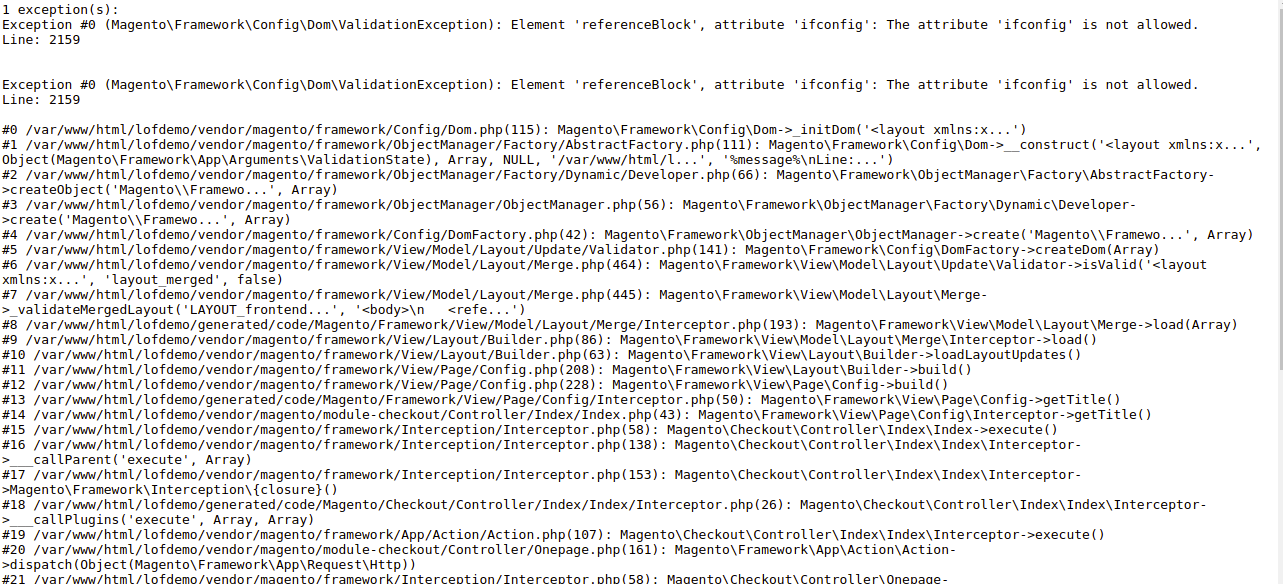 1 exception(s):
Exception #0 (Magento\Framework\Config\Dom\ValidationException): Element 'referenceBlock', attribute 'ifconfig': The attribute 'ifconfig' is not allowed.
Line: 2159
Exception #0 (Magento\Framework\Config\Dom\ValidationException): Element 'referenceBlock', attribute 'ifconfig': The attribute 'ifconfig' is not allowed.
Line: 2159
#0 /var/www/html/lofdemo/vendor/magento/framework/Config/Dom.php(115): Magento\Framework\Config\Dom->_initDom('<layout xmlns:x...')
#1 /var/www/html/lofdemo/vendor/magento/framework/ObjectManager/Factory/AbstractFactory.php(111): Magento\Framework\Config\Dom->__construct('<layout xmlns:x...',
Object(Magento\Framework\App\Arguments\ValidationState), Array, NULL, '/var/www/html/l...', '%message%\nLine:...')
#2 /var/www/html/lofdemo/vendor/magento/framework/ObjectManager/Factory/Dynamic/Developer.php(66): Magento\Framework\ObjectManager\Factory\AbstractFactory-
>createObject('Magento\\Framewo...', Array)
#3 /var/www/html/lofdemo/vendor/magento/framework/ObjectManager/ObjectManager.php(56): Magento\Framework\ObjectManager\Factory\Dynamic\Developer-
>create('Magento\\Framewo...', Array)
#4 /var/www/html/lofdemo/vendor/magento/framework/Config/DomFactory.php(42): Magento\Framework\ObjectManager\ObjectManager->create('Magento\\Framewo...', Array)
#5 /var/www/html/lofdemo/vendor/magento/framework/View/Model/Layout/Update/Validator.php(141): Magento\Framework\Config\DomFactory->createDom(Array)
#6 /var/www/html/lofdemo/vendor/magento/framework/View/Model/Layout/Merge.php(464): Magento\Framework\View\Model\Layout\Update\Validator->isValid('<layout
xmlns:x...', 'layout_merged', false)
#7 /var/www/html/lofdemo/vendor/magento/framework/View/Model/Layout/Merge.php(445): Magento\Framework\View\Model\Layout\Merge-
>_validateMergedLayout('LAYOUT_frontend...', '<body>\n   <refe...')
#8 /var/www/html/lofdemo/generated/code/Magento/Framework/View/Model/Layout/Merge/Interceptor.php(193): Magento\Framework\View\Model\Layout\Merge->load(Array)
#9 /var/www/html/lofdemo/vendor/magento/framework/View/Layout/Builder.php(86): Magento\Framework\View\Model\Layout\Merge\Interceptor->load()
#10 /var/www/html/lofdemo/vendor/magento/framework/View/Layout/Builder.php(63): Magento\Framework\View\Layout\Builder->loadLayoutUpdates()
#11 /var/www/html/lofdemo/vendor/magento/framework/View/Page/Config.php(208): Magento\Framework\View\Layout\Builder->build()
#12 /var/www/html/lofdemo/vendor/magento/framework/View/Page/Config.php(228): Magento\Framework\View\Page\Config->build()
#13 /var/www/html/lofdemo/generated/code/Magento/Framework/View/Page/Config/Interceptor.php(50): Magento\Framework\View\Page\Config->getTitle()
#14 /var/www/html/lofdemo/vendor/magento/module-checkout/Controller/Index/Index.php(43): Magento\Framework\View\Page\Config\Interceptor->getTitle()
#15 /var/www/html/lofdemo/vendor/magento/framework/Interception/Interceptor.php(58): Magento\Checkout\Controller\Index\Index->execute()
#16 /var/www/html/lofdemo/vendor/magento/framework/Interception/Interceptor.php(138): Magento\Checkout\Controller\Index\Index\Interceptor-
>___callParent('execute', Array)
#17 /var/www/html/lofdemo/vendor/magento/framework/Interception/Interceptor.php(153): Magento\Checkout\Controller\Index\Index\Interceptor-
>Magento\Framework\Interception\{closure}()
#18 /var/www/html/lofdemo/generated/code/Magento/Checkout/Controller/Index/Index/Interceptor.php(26): Magento\Checkout\Controller\Index\Index\Interceptor-
>___callPlugins('execute', Array, Array)
#19 /var/www/html/lofdemo/vendor/magento/framework/App/Action/Action.php(107): Magento\Checkout\Controller\Index\Index\Interceptor->execute()
#20 /var/www/html/lofdemo/vendor/magento/module-checkout/Controller/Onepage.php(161): Magento\Framework\App\Action\Action-
>dispatch(Object(Magento\Framework\App\Request\Http))
#21 /var/www/html/lofdemo/vendor/magento/framework/Interception/Interceptor.php(58): Magento\Checkout\Controller\Onepage-